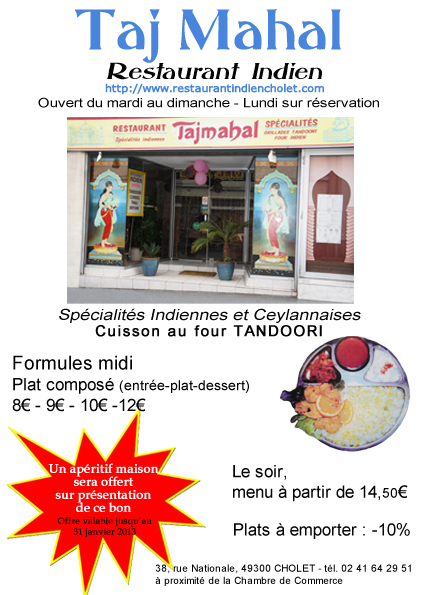 Taj Mahal
Restaurant Indien
http://www.restaurantindiencholet.com
Ouvert du mardi au dimanche - Lundi sur réservation
RESTAURANT
Spécialités Indiennes
Tajmahal
SPÉCIALITÉS
GRILLADES TANDOORI
FOUR INDIEN
Spécialités Indiennes et Ceylannaises
Cuisson au four TANDOORI
Formules midi
Plat composé (entrée-plat-dessert)
8€ - 9€ - 10€ -12€
Un apéritif maison
sera offert
sur présentation
de ce bon
Offre valable jusqu'au
31 janvier 2013
Le soir,
menu à partir de 14,50€
Plats à emporter : -10%
38, rue Nationale, 49300 CHOLET - tél. 02 41 64 29 51
à proximité de la Chambre de Commerce